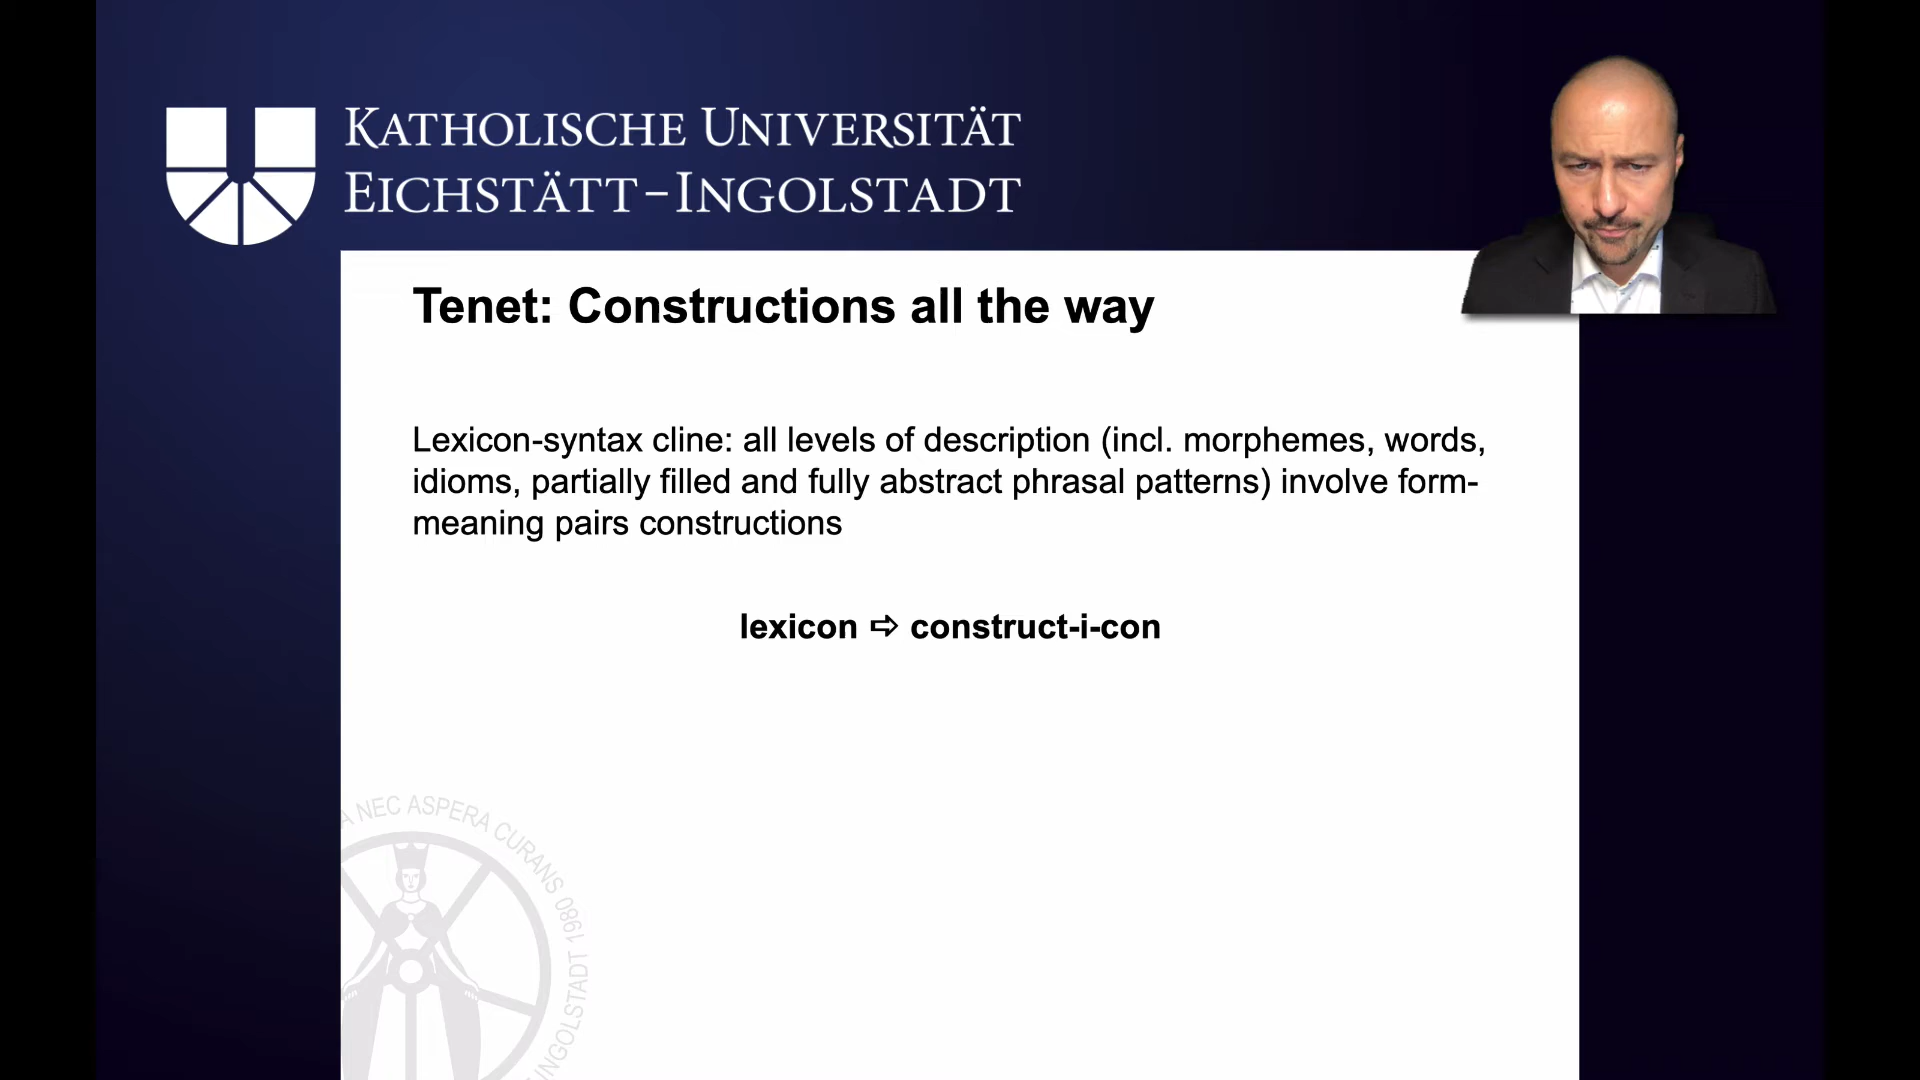 KATHOLISCHE UNIVERSITÄT
EICHSTÄTT–INGOLSTADT
Tenet: Constructions all the way
Lexicon-syntax cline: all levels of description (incl. morphemes, words,
idioms, partially filled and fully abstract phrasal patterns) involve form-
meaning pairs constructions
lexicon ⇨ construct-i-con
A NEC ASPERA CURANS 1980 INGOLSTADT